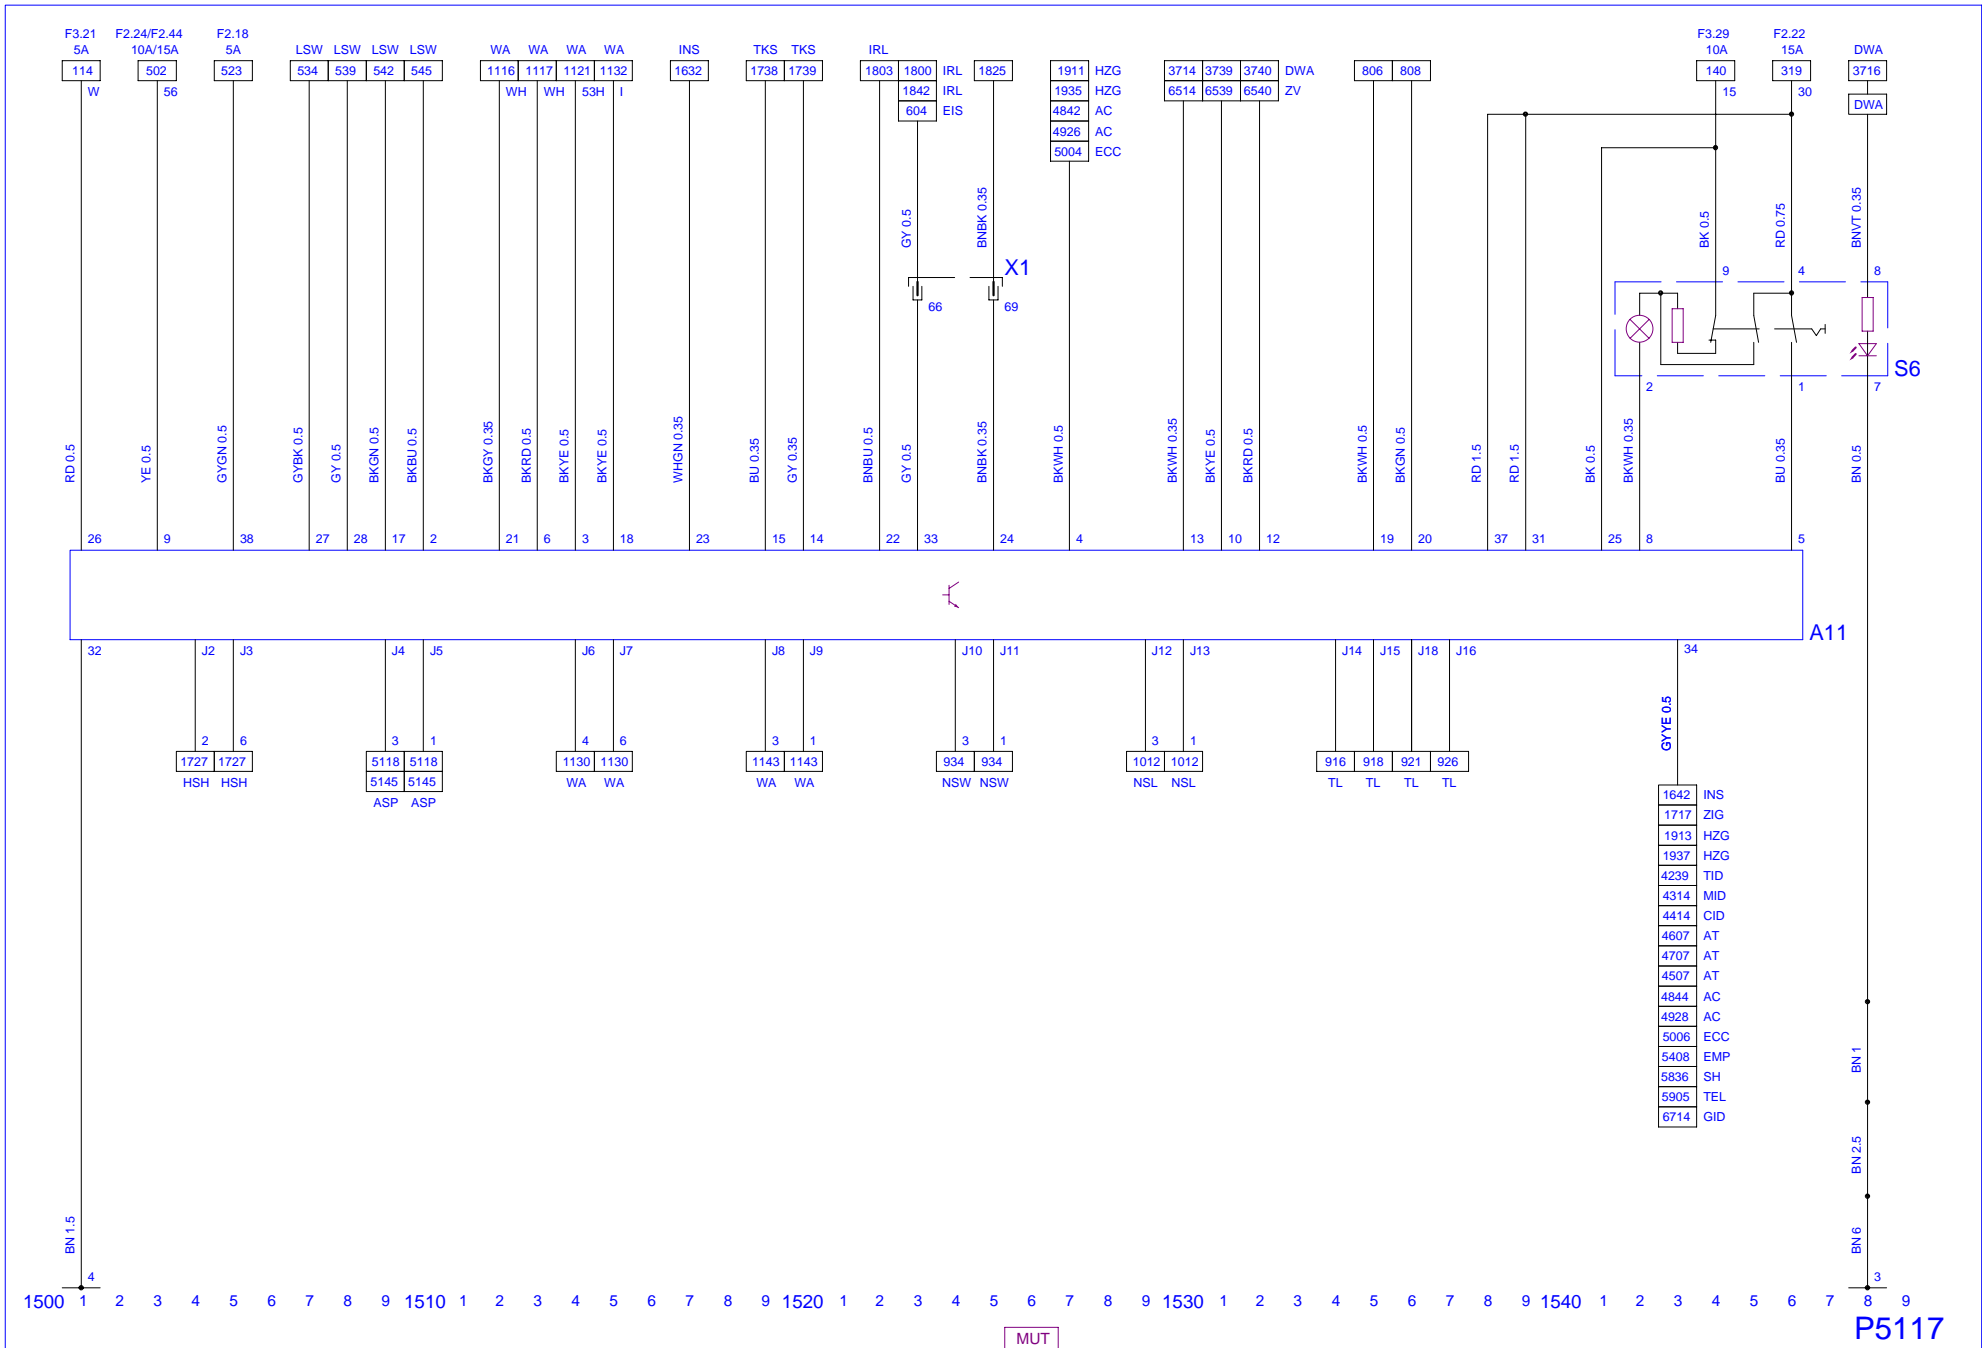 F3.21 F2.24/F2.44 F2.18 F3.29 F2.22
5A 10A/15A 5A LSW LSW LSW LSW WA WA WA WA INS TKS TKS IRL 10A 15A DWA
114 502 523 534 539 542 545 1116 1117 1121 1132 1632 1738 1739 1803 1800 IRL 1825 1911 HZG 3714 3739 3740 DWA 806 808 140 319 3716
W 56 WH WH 53H I 1842 IRL 1935 HZG 6514 6539 6540 ZV 15 30
604 EIS 4842 AC DWA
4926 AC
5004 ECC
GY 0.5 BNBK 0.35 BK 0.5 RD 0.75 BNVT 0.35
X1
9 4 8
66 69
S6
2 1 7
RD 0.5 YE 0.5 GYGN 0.5 GYBK 0.5 GY 0.5 BKGN 0.5 BKBU 0.5 BKGY 0.35 BKRD 0.5 BKYE 0.5 BKYE 0.5 WHGN 0.35 BU 0.35 GY 0.35 BNBU 0.5 GY 0.5 BNBK 0.35 BKWH 0.5 BKWH 0.35 BKYE 0.5 BKRD 0.5 BKWH 0.5 BKGN 0.5 RD 1.5 RD 1.5 BK 0.5 BKWH 0.35 BU 0.35 BN 0.5
26 9 38 27 28 17 2 21 6 3 18 23 15 14 22 33 24 4 13 10 12 19 20 37 31 25 8 5
A11
32 J2 J3 J4 J5 J6 J7 J8 J9 J10 J11 J12 J13 J14 J15 J18 J16 34
GYYE 0.5
2 6 3 1 4 6 3 1 3 1 3 1
1727 1727 5118 5118 1130 1130 1143 1143 934 934 1012 1012 916 918 921 926
HSH HSH 5145 5145 WA WA WA WA NSW NSW NSL NSL TL TL TL TL
ASP ASP
1642 INS
1717 ZIG
1913 HZG
1937 HZG
4239 TID
4314 MID
4414 CID
4607 AT
4707 AT
4507 AT
4844 AC
4928 AC
5006 ECC
5408 EMP
5836 SH
5905 TEL
6714 GID
BN 1
BN 2.5
BN 1.5 BN 6
4 3
1500 1 2 3 4 5 6 7 8 9 1510 1 2 3 4 5 6 7 8 9 1520 1 2 3 4 5 6 7 8 9 1530 1 2 3 4 5 6 7 8 9 1540 1 2 3 4 5 6 7 8 9
MUT P5117